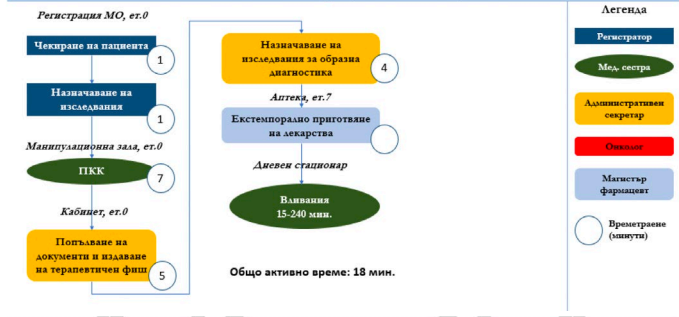 Регистрация МО, ет.0
Чекиране на пациента
1
Назначаване на
изследвания
1
Манипулационна зала, ет.0
ПКК
7
Кабинет, ет.0
Попълване на
документи и издаване
на терапевтичен фиш
5
Назначаване на
изследвания за образна
диагностика
4
Аптека, ет.7
Екстемпорално приготвяне
на лекарства
Дневен стационар
Вливания
15-240 мин.
Общо активно време: 18 мин.
Легенда
Регистратор
Мед. сестра
Административен
секретар
Онколог
Магистър
фармацевт
Времетраене
(минути)